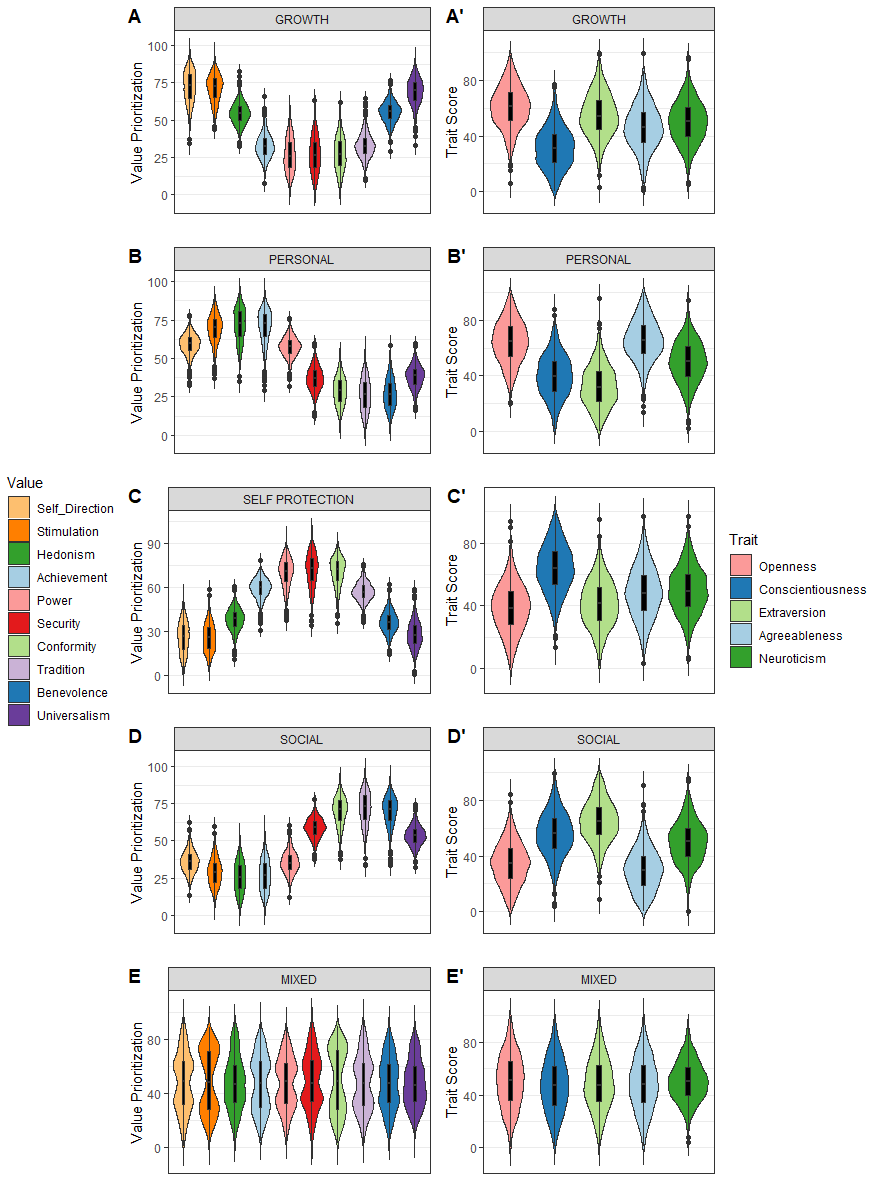 A
GROWTH
Value Prioritization
100
75
50
25
0
A'
GROWTH
Trait Score
80
40
0
B
PERSONAL
Value Prioritization
100
75
50
25
0
B'
PERSONAL
Trait Score
80
40
0
C
SELF PROTECTION
Value Prioritization
90
60
30
0
C'
SELF PROTECTION
Trait Score
80
40
0
D
SOCIAL
Value Prioritization
100
75
50
25
0
D'
SOCIAL
Trait Score
80
40
0
E
MIXED
Value Prioritization
80
40
0
E'
MIXED
Trait Score
80
40
0
Value
Self_Direction
Stimulation
Hedonism
Achievement
Power
Security
Conformity
Tradition
Benevolence
Universalism
Trait
Openness
Conscientiousness
Extraversion
Agreeableness
Neuroticism